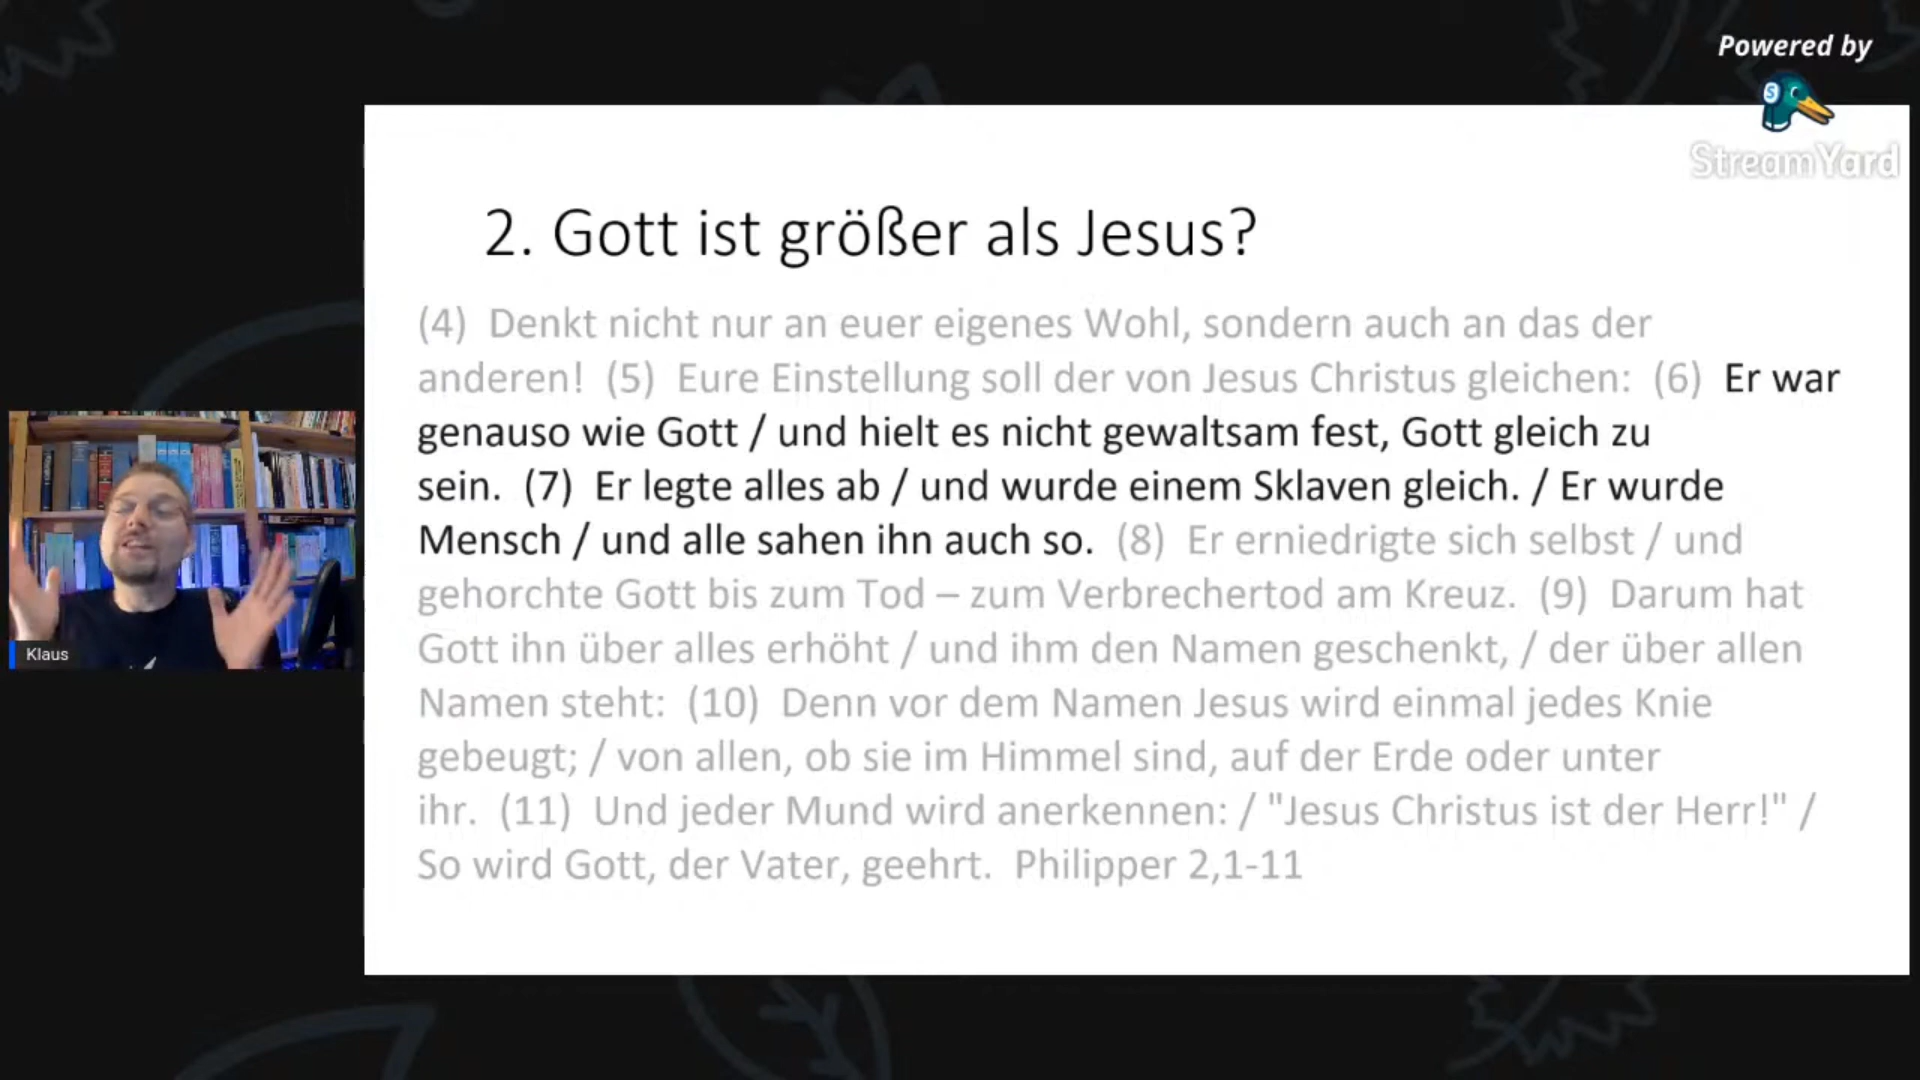 Powered by
StreamYard
2. Gott ist größer als Jesus?
(4) Denkt nicht nur an euer eigenes Wohl, sondern auch an das der
anderen! (5) Eure Einstellung soll der von Jesus Christus gleichen: (6) Er war
genauso wie Gott / und hielt es nicht gewaltsam fest, Gott gleich zu
sein. (7) Er legte alles ab / und wurde einem Sklaven gleich. / Er wurde
Mensch / und alle sahen ihn auch so. (8) Er erniedrigte sich selbst / und
gehorchte Gott bis zum Tod – zum Verbrechertod am Kreuz. (9) Darum hat
Gott ihn über alles erhöht / und ihm den Namen geschenkt, / der über allen
Namen steht: (10) Denn vor dem Namen Jesus wird einmal jedes Knie
gebeugt; / von allen, ob sie im Himmel sind, auf der Erde oder unter
ihr. (11) Und jeder Mund wird anerkennen: / "Jesus Christus ist der Herr!" /
So wird Gott, der Vater, geehrt. Philipper 2,1-11
Klaus